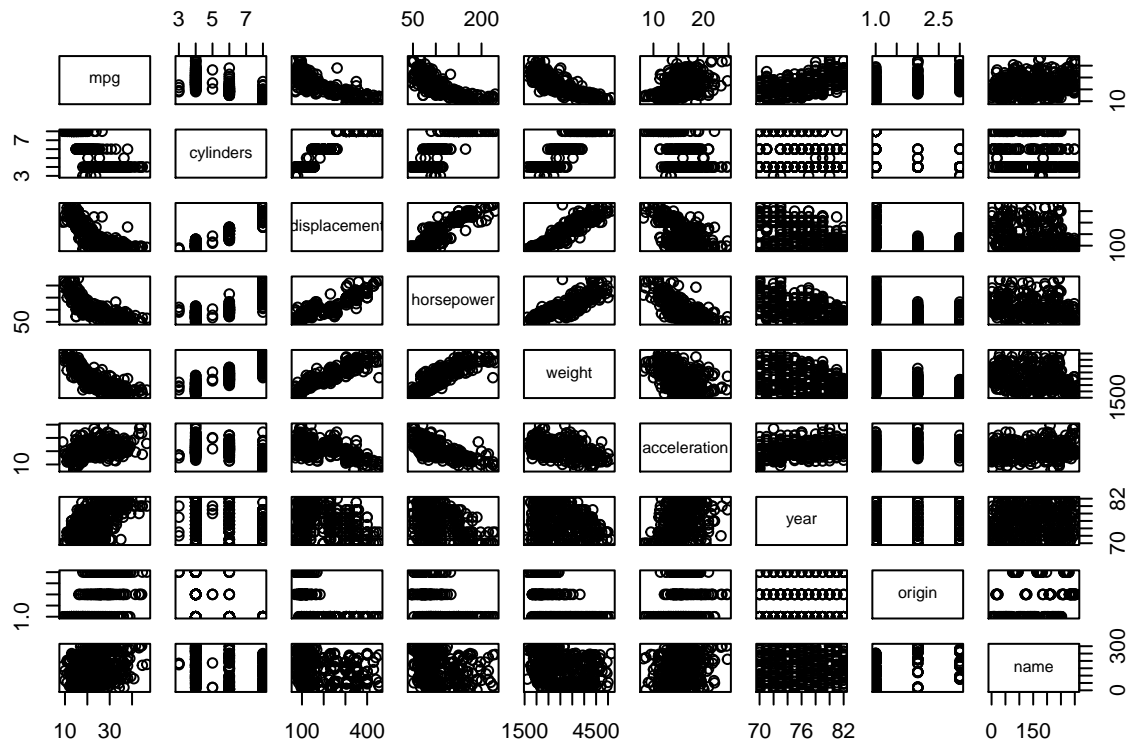 3 5 7 50 200 10 20 1.0 2.5
mpg 10
3 7 cylinders
displacement 100
50 horsepower
weight 1500
10 acceleration
year 70 82
1.0 origin
name 0 300
10 30 100 400 1500 4500 70 76 82 0 150